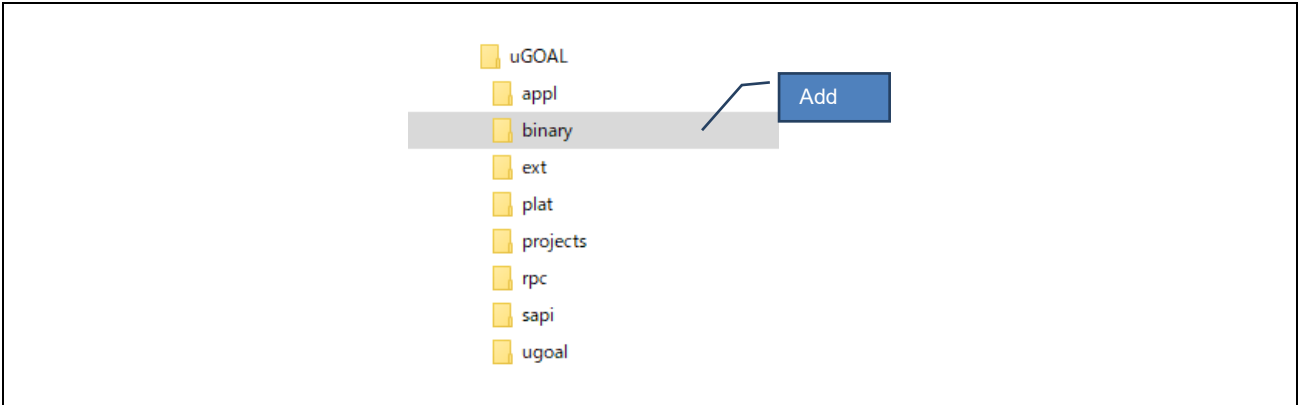 uGOAL
appl
Add
binary
ext
plat
projects
rpc
sapi
ugoal